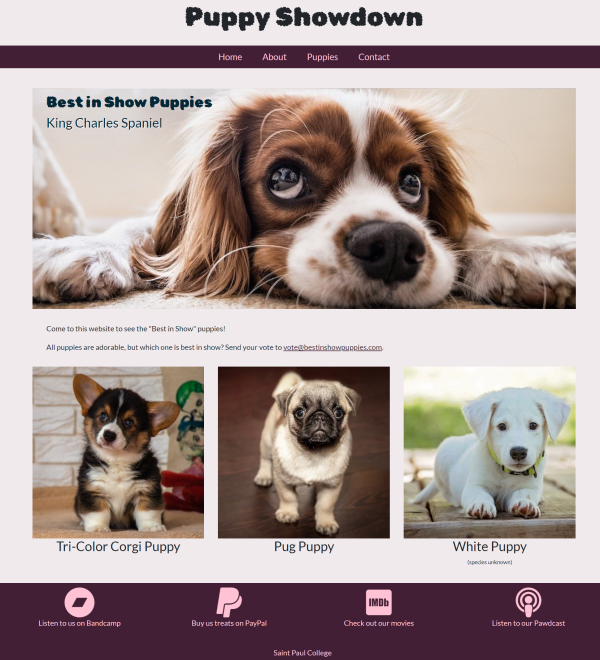 Puppy Showdown
Home About Puppies Contact
Best in Show Puppies
King Charles Spaniel
Come to this website to see the "Best in Show" puppies!
All puppies are adorable, but which one is best in show? Send your vote to vote@bestinshowpuppies.com.
Tri-Color Corgi Puppy
Pug Puppy
White Puppy
(species unknown)
IMDb
Listen to us on Bandcamp
Buy us treats on PayPal
Check out our movies
Listen to our Pawdcast
Saint Paul College